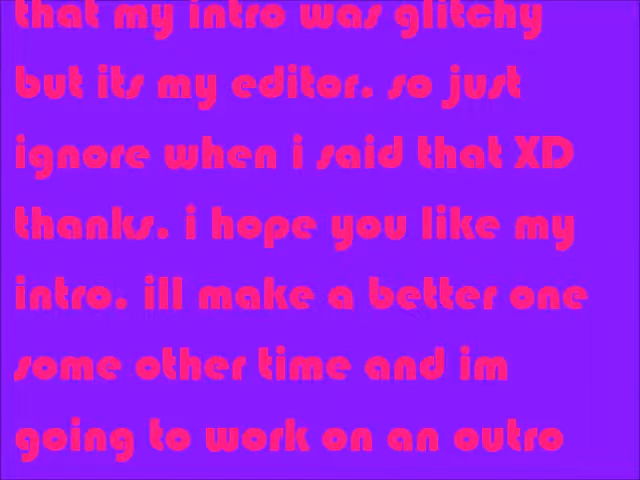 that my intro was glitchy
but its my editor. so just
ignore when i said that XD
thanks. i hope you like my
intro. ill make a better one
some other time and im
going to work on an outro